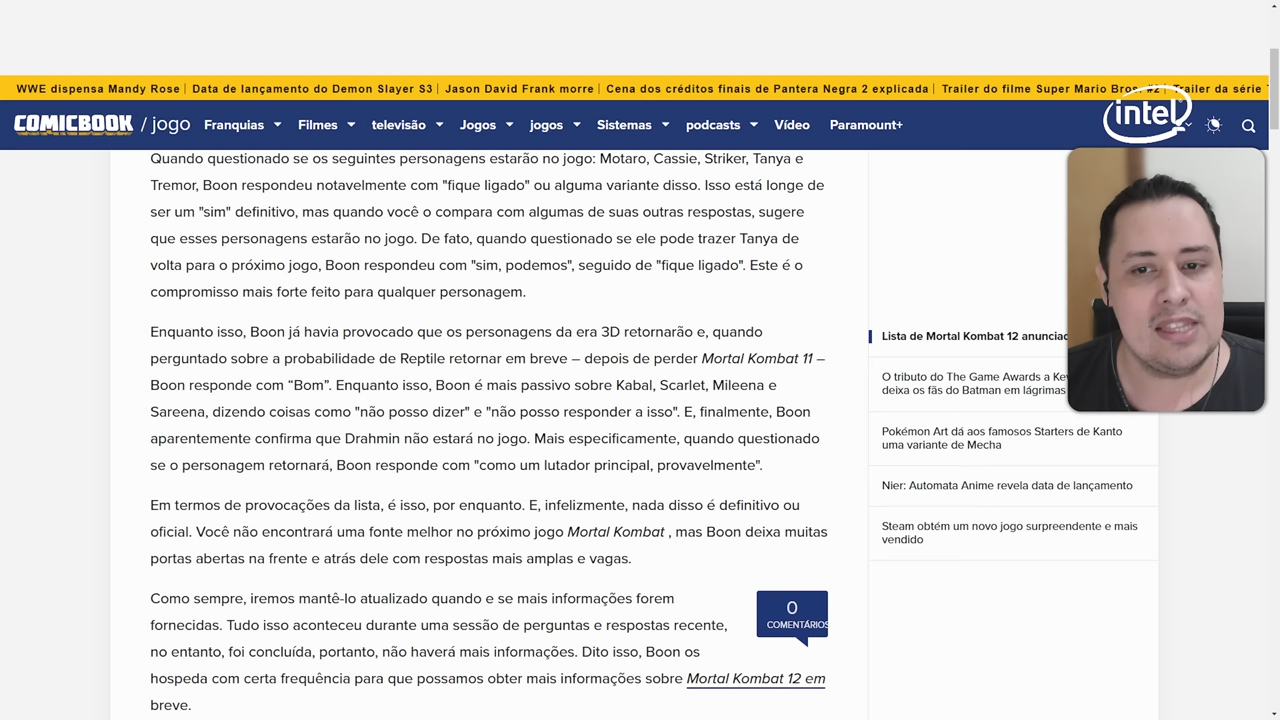 WWE dispensa Mandy Rose | Data de lançamento do Demon Slayer S3 | Jason David Frank morre | Cena dos créditos finais de Pantera Negra 2 explicada | Trailer do filme Super Mario Bros. #2 | Trailer da série
COMICBOOK / jogo Franquias Filmes televisão Jogos jogos Sistemas podcasts Vídeo Paramount+
intel
Quando questionado se os seguintes personagens estarão no jogo: Motaro, Cassie, Striker, Tanya e
Tremor, Boon respondeu notavelmente com "fique ligado" ou alguma variante disso. Isso está longe de
ser um "sim" definitivo, mas quando você o compara com algumas de suas outras respostas, sugere
que esses personagens estarão no jogo. De fato, quando questionado se ele pode trazer Tanya de
volta para o próximo jogo, Boon respondeu com "sim, podemos", seguido de "fique ligado". Este é o
compromisso mais forte feito para qualquer personagem.
Enquanto isso, Boon já havia provocado que os personagens da era 3D retornarão e, quando
perguntado sobre a probabilidade de Reptile retornar em breve – depois de perder Mortal Kombat 11 –
Boon responde com “Bom”. Enquanto isso, Boon é mais passivo sobre Kabal, Scarlet, Mileena e
Sareena, dizendo coisas como "não posso dizer" e "não posso responder a isso". E, finalmente, Boon
aparentemente confirma que Drahmin não estará no jogo. Mais especificamente, quando questionado
se o personagem retornará, Boon responde com "como um lutador principal, provavelmente".
Em termos de provocações da lista, é isso, por enquanto. E, infelizmente, nada disso é definitivo ou
oficial. Você não encontrará uma fonte melhor no próximo jogo Mortal Kombat , mas Boon deixa muitas
portas abertas na frente e atrás dele com respostas mais amplas e vagas.
Como sempre, iremos mantê-lo atualizado quando e se mais informações forem
fornecidas. Tudo isso aconteceu durante uma sessão de perguntas e respostas recente,
no entanto, foi concluída, portanto, não haverá mais informações. Dito isso, Boon os
hospeda com certa frequência para que possamos obter mais informações sobre Mortal Kombat 12 em
breve.
0
COMENTÁRIOS
Lista de Mortal Kombat 12 anunciad
O tributo do The Game Awards a Ke
deixa os fãs do Batman em lágrimas
Pokémon Art dá aos famosos Starters de Kanto
uma variante de Mecha
Nier: Automata Anime revela data de lançamento
Steam obtém um novo jogo surpreendente e mais
vendido